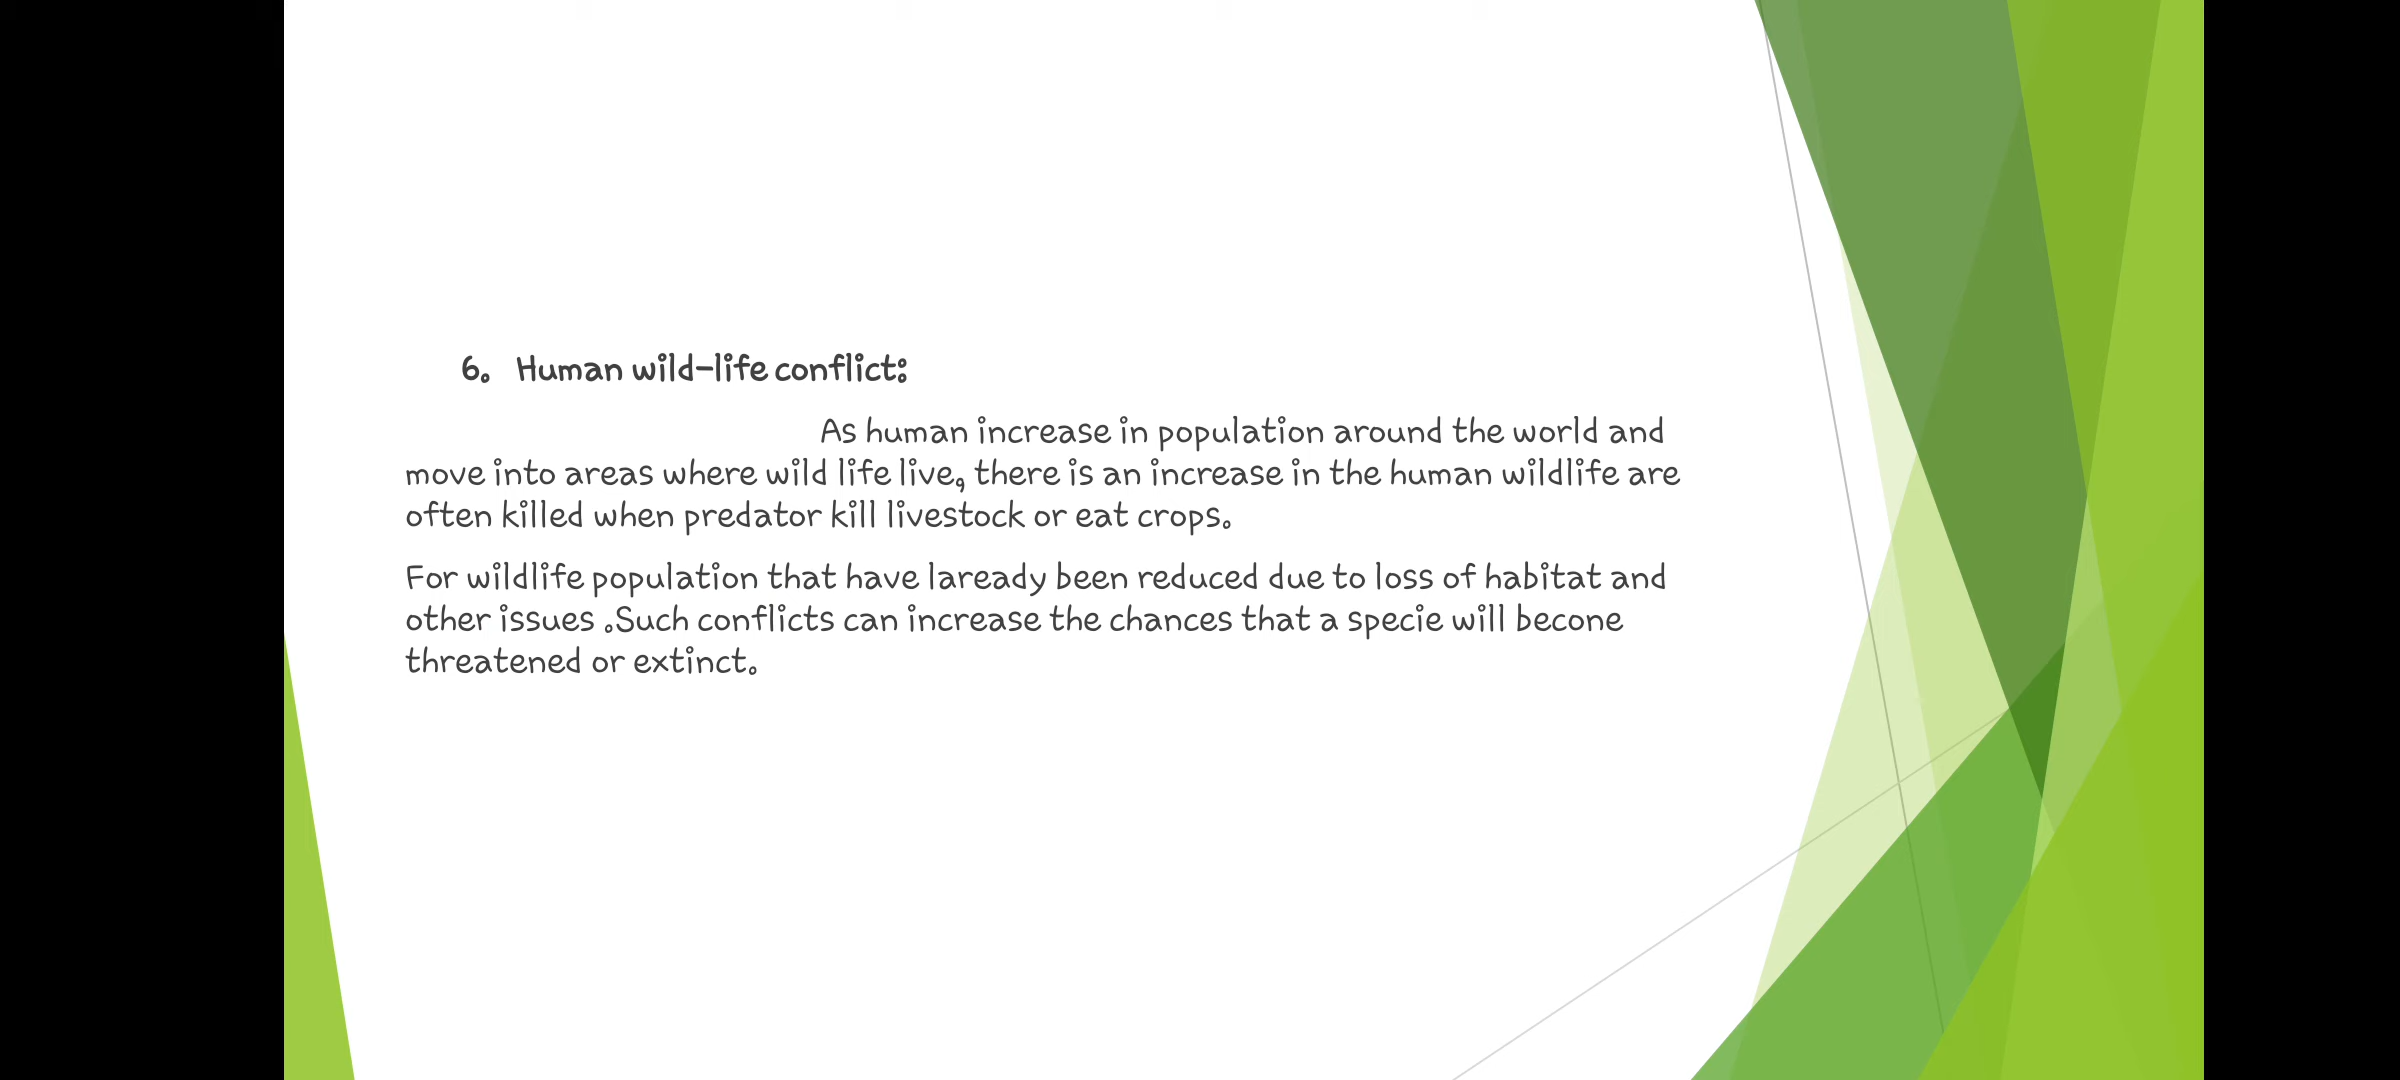 6. Human wild-life conflict:
As human increase in population around the world and
move into areas where wild life live, there is an increase in the human wildlife are
often killed when predator kill livestock or eat crops.
For wildlife population that have laready been reduced due to loss of habitat and
other issues .Such conflicts can increase the chances that a specie will becone
threatened or extinct.